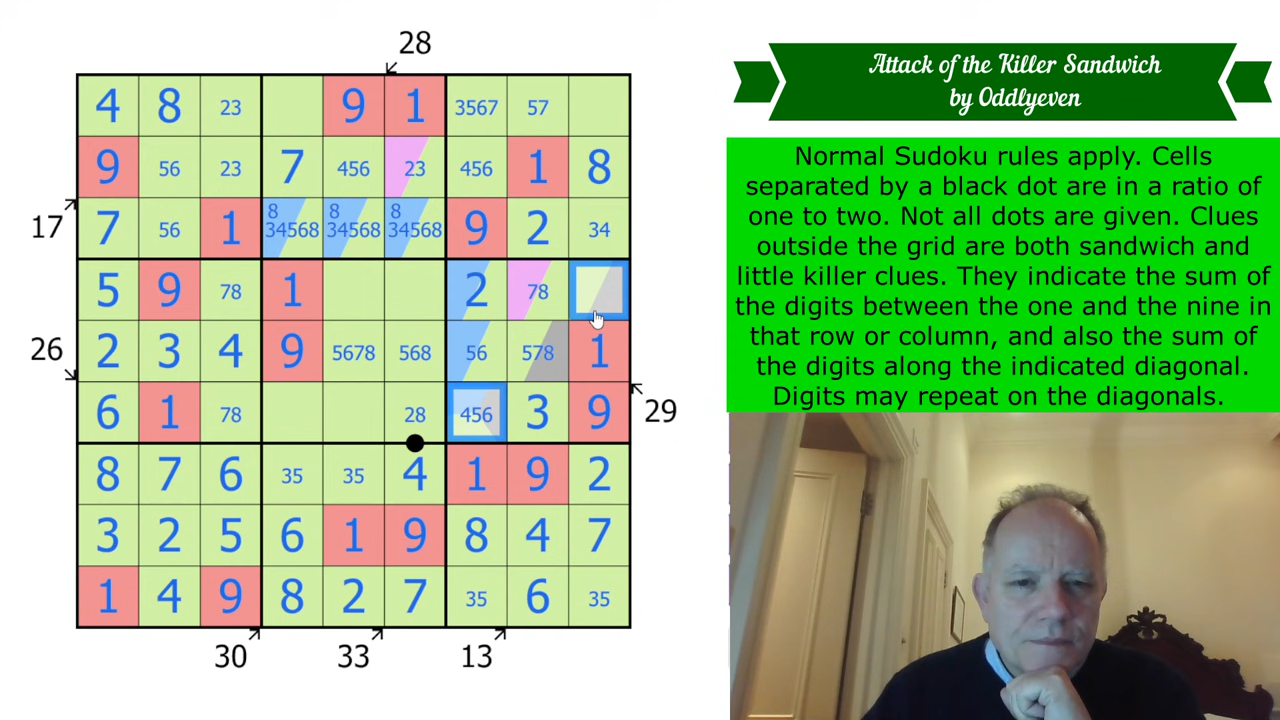 28
4 8 23 9 1 3567 57
9 56 23 7 456 23 456 1 8
8 8 8
17 7 56 1 34568 34568 34568 9 2 34
5 9 78 1 2 78
26 2 3 4 9 5678 568 56 578 1
6 1 78 28 456 3 9 29
8 7 6 35 35 4 1 9 2
3 2 5 6 1 9 8 4 7
1 4 9 8 2 7 35 6 35
30 33 13
Attack of the Killer Sandwich
by Oddlyeven
Normal Sudoku rules apply. Cells
separated by a black dot are in a ratio of
one to two. Not all dots are given. Clues
outside the grid are both sandwich and
little killer clues. They indicate the sum of
the digits between the one and the nine in
that row or column, and also the sum of
the digits along the indicated diagonal.
Digits may repeat on the diagonals.